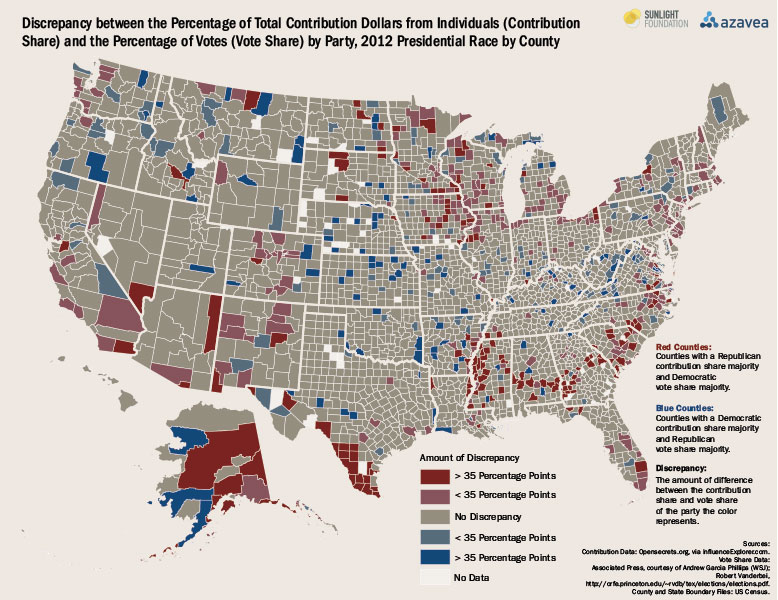 Discrepancy between the Percentage of Total Contribution Dollars from Individuals (Contribution
Share) and the Percentage of Votes (Vote Share) by Party, 2012 Presidential Race by County
SUNLIGHT
FOUNDATION
azavea
Red Counties:
Counties with a Republican
contribution share majority
and Democratic
vote share majority.
Blue Counties:
Counties with a Democratic
contribution share majority
and Republican
vote share majority.
Discrepancy:
The amount of difference
between the contribution
share and vote share
of the party the color
represents.
Amount of Discrepancy
> 35 Percentage Points
< 35 Percentage Points
No Discrepancy
< 35 Percentage Points
> 35 Percentage Points
No Data
Sources:
Contribution Data: Opensecrets.org, via InfluenceExplorer.com.
Vote Share Data:
Associated Press, courtesy of Andrew Garcia Phillips (WSJ);
Robert Vanderbei,
http://orfe.princeton.edu/~rvdb/tex/elections/elections.pdf.
County and State Boundary Files: US Census.